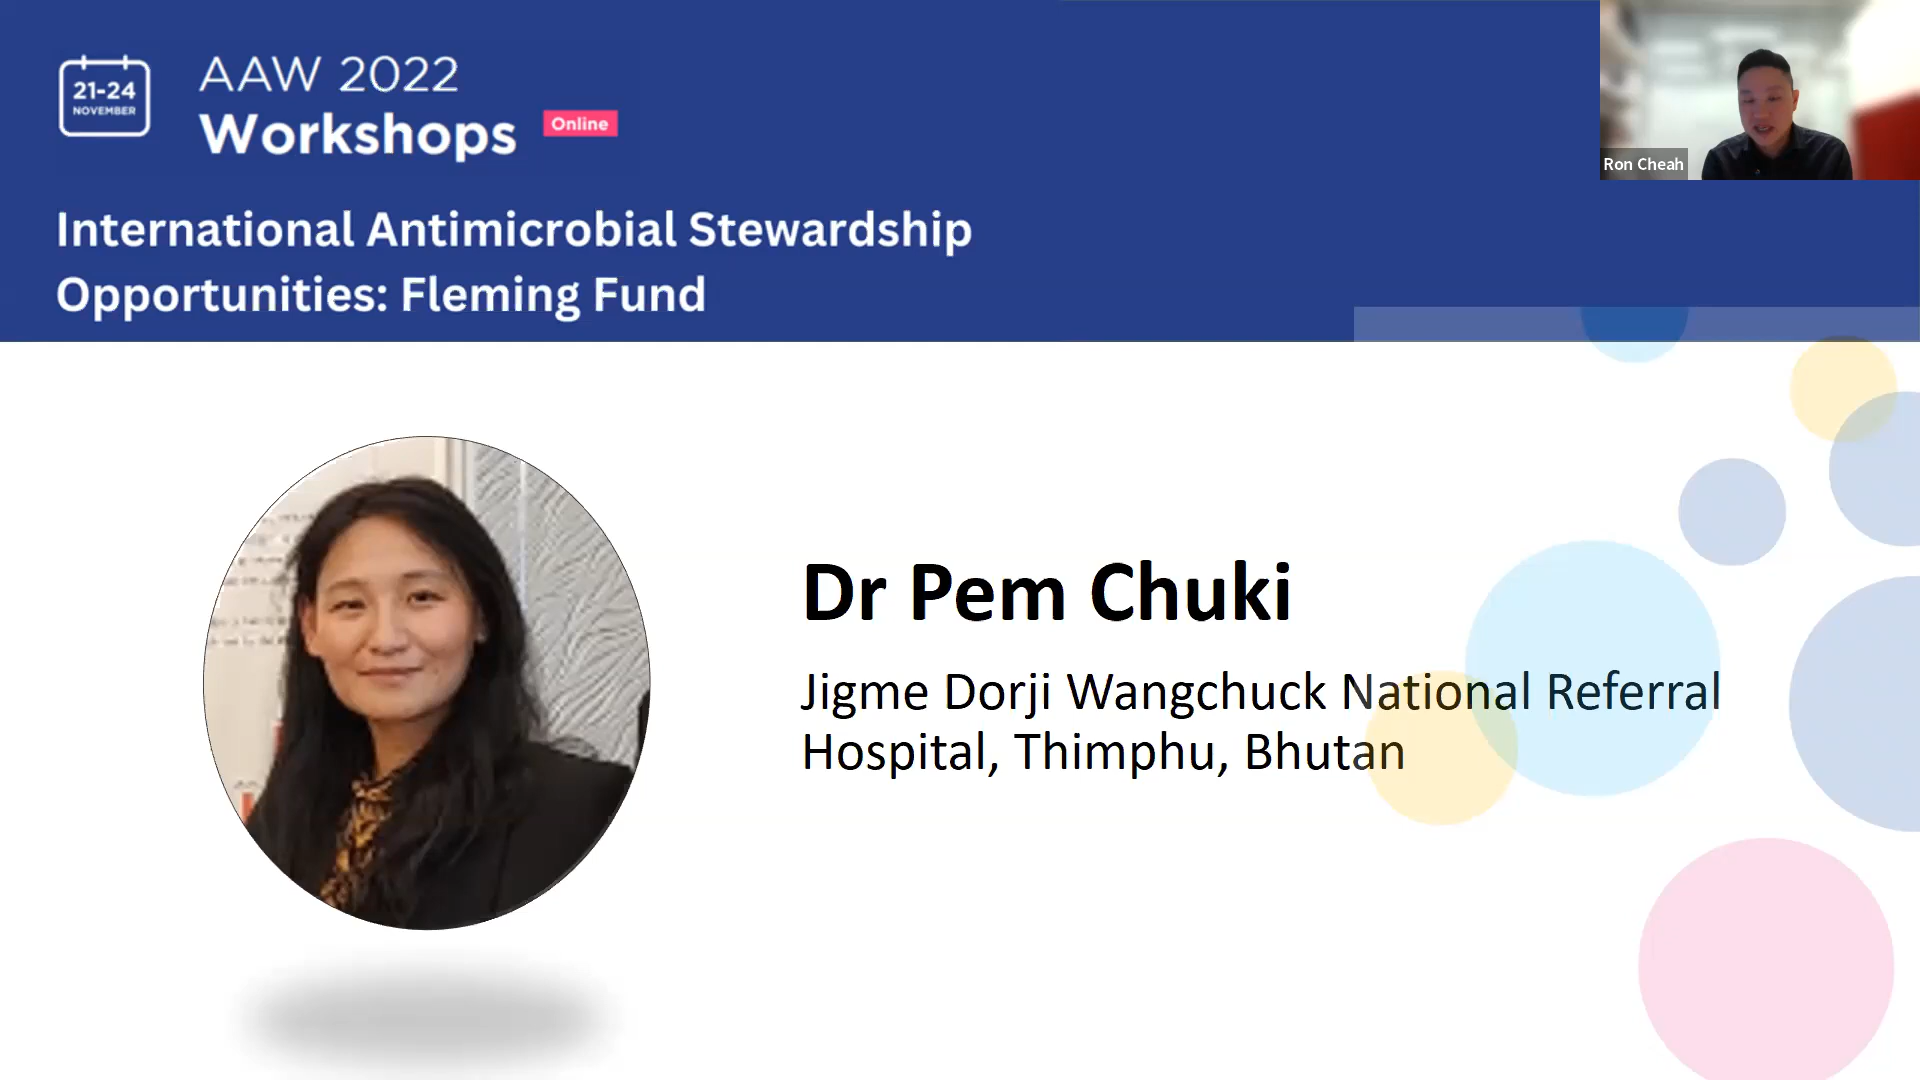 21-24
NOVEMBER
AAW 2022
Workshops
Online
International Antimicrobial Stewardship
Opportunities: Fleming Fund
Ron Cheah
Dr Pem Chuki
Jigme Dorji Wangchuck National Referral
Hospital, Thimphu, Bhutan